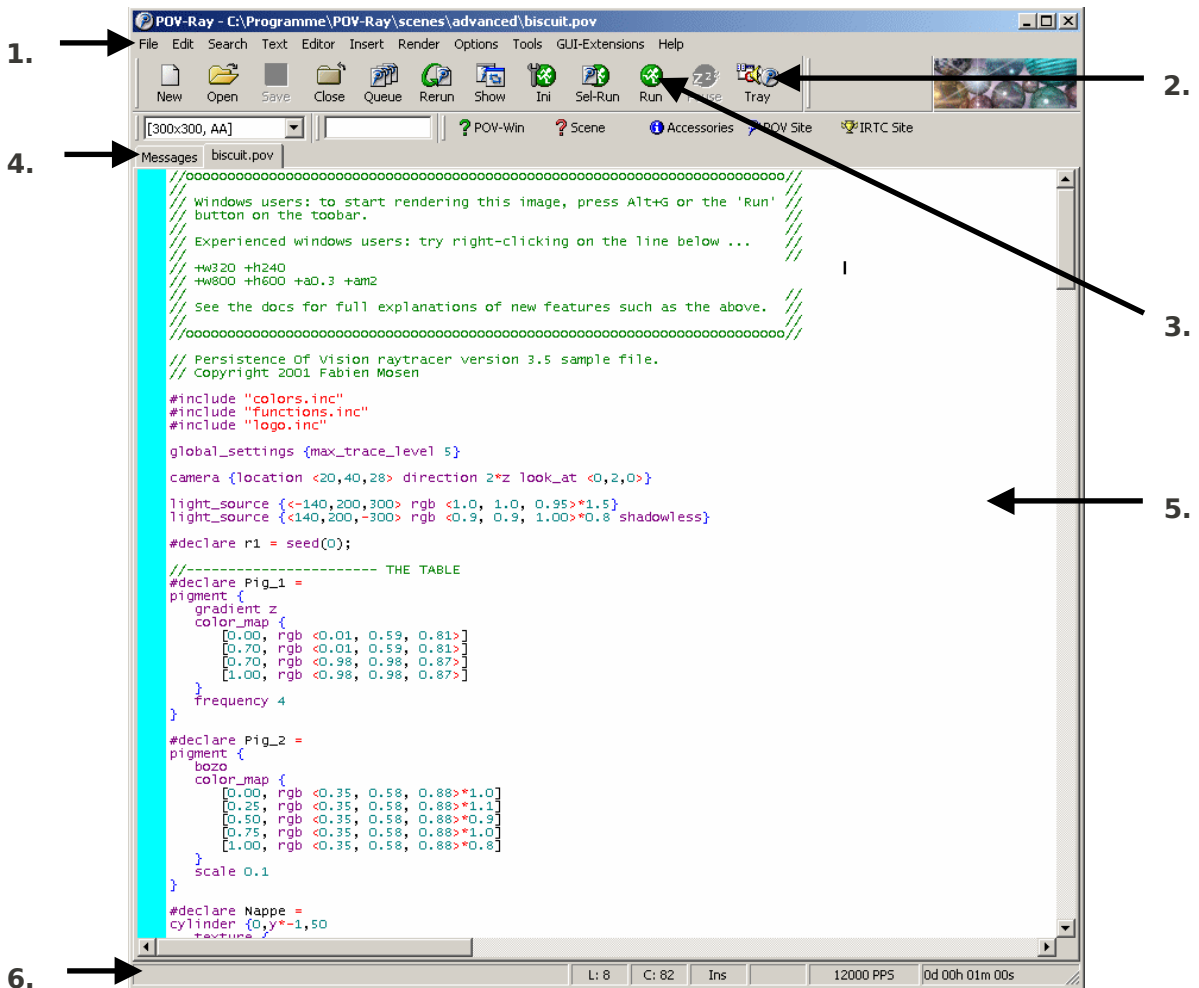 POV-Ray - C:\Programme\POV-Ray\scenes\advanced\biscuit.pov
1.
File Edit Search Text Editor Insert Render Options Tools GUI-Extensions Help
2.
New Open Save Close Queue Rerun Show Ini Sel-Run Run Pause Tray
[300x300, AA] ? POV-Win ? Scene Accessories POV Site IRTC Site
4.
Messages biscuit.pov
//oooooooooooooooooooooooooooooooooooooooooooooooooooooooooooooooooooooooo//
// //
// Windows users: to start rendering this image, press Alt+G or the 'Run' //
// button on the toobar. //
// //
// Experienced windows users: try right-clicking on the line below ... //
// //
// +w320 +h240
// +w800 +h600 +a0.3 +am2
// //
// See the docs for full explanations of new features such as the above. //
// //
//oooooooooooooooooooooooooooooooooooooooooooooooooooooooooooooooooooooooo//
3.
// Persistence Of Vision raytracer version 3.5 sample file.
// Copyright 2001 Fabien Mosen
#include "colors.inc"
#include "functions.inc"
#include "logo.inc"
global_settings {max_trace_level 5}
camera {location <20,40,28> direction 2*z look_at <0,2,0>}
light_source {<-140,200,300> rgb <1.0, 1.0, 0.95>*1.5}
light_source {<140,200,-300> rgb <0.9, 0.9, 1.00>*0.8 shadowless}
5.
#declare r1 = seed(0);
//----------------------- THE TABLE
#declare Pig_1 =
pigment {
gradient z
color_map {
[0.00, rgb <0.01, 0.59, 0.81>]
[0.70, rgb <0.01, 0.59, 0.81>]
[0.70, rgb <0.98, 0.98, 0.87>]
[1.00, rgb <0.98, 0.98, 0.87>]
}
frequency 4
}
#declare Pig_2 =
pigment {
bozo
color_map {
[0.00, rgb <0.35, 0.58, 0.88>*1.0]
[0.25, rgb <0.35, 0.58, 0.88>*1.1]
[0.50, rgb <0.35, 0.58, 0.88>*0.9]
[0.75, rgb <0.35, 0.58, 0.88>*1.0]
[1.00, rgb <0.35, 0.58, 0.88>*0.8]
}
scale 0.1
}
#declare Nappe =
cylinder {0,y*-1,50
texture {
6.
L: 8 C: 82 Ins 12000 PPS 0d 00h 01m 00s